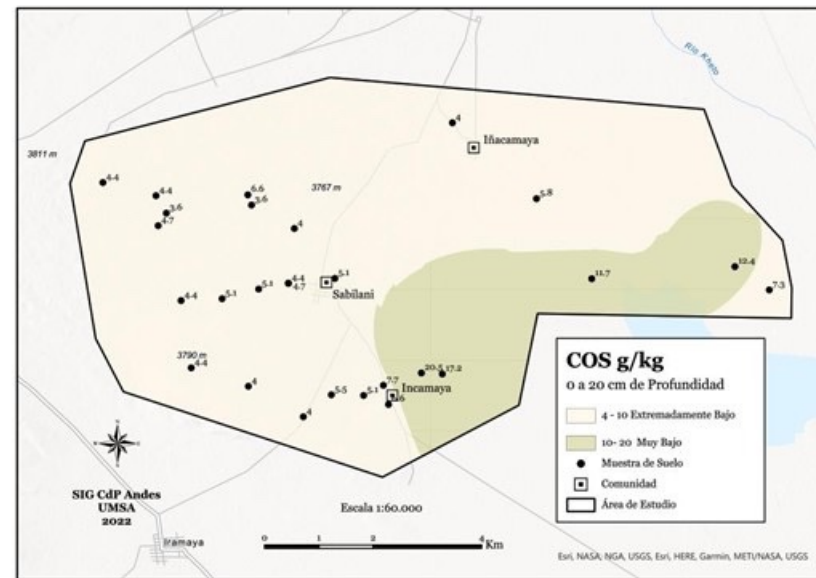 Río Kheto
3811 m
4
Iñacamaya
4.4
4.4
6.6
3.6
3.6
4.7
3767 m
5.8
4
12.4
11.7
7.3
5.1
4.4
4.7
5.1
5.1
4.4
Sabilani
3790 m
4.4
4
20.5
17.2
7.7
5.5
5.1
Incamaya
4
COS g/kg
0 a 20 cm de Profundidad
4 - 10 Extremadamente Bajo
10- 20 Muy Bajo
Muestra de Suelo
Comunidad
Área de Estudio
SIG CdP Andes
UMSA
2022
Iramaya
Escala 1:60.000
0 1 2 4
Km
Esri, NASA, NGA, USGS, Esri, HERE, Garmin, METI/NASA, USGS